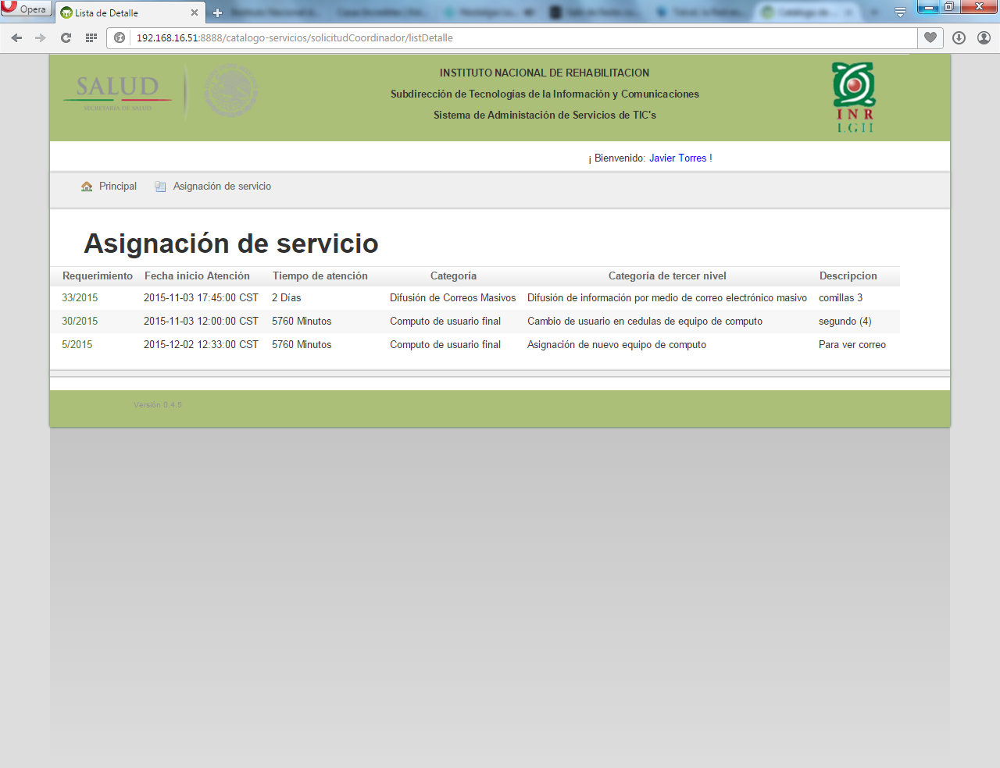 Opera
Lista de Detalle
192.168.16.51:8888/catalogo-servicios/solicitudCoordinador/listDetalle
SALUD
SECRETARÍA DE SALUD
INSTITUTO NACIONAL DE REHABILITACION
Subdirección de Tecnologías de la Información y Comunicaciones
Sistema de Administación de Servicios de TIC's
INR
LGII
¡ Bienvenido: Javier Torres !
Principal
Asignación de servicio
Asignación de servicio
Requerimiento Fecha inicio Atención Tiempo de atención Categoría Categoría de tercer nivel Descripcion
33/2015 2015-11-03 17:45:00 CST 2 Días Difusión de Correos Masivos Difusión de información por medio de correo electrónico masivo comillas 3
30/2015 2015-11-03 12:00:00 CST 5760 Minutos Computo de usuario final Cambio de usuario en cedulas de equipo de computo segundo (4)
5/2015 2015-12-02 12:33:00 CST 5760 Minutos Computo de usuario final Asignación de nuevo equipo de computo Para ver correo
Versión 0.4.5